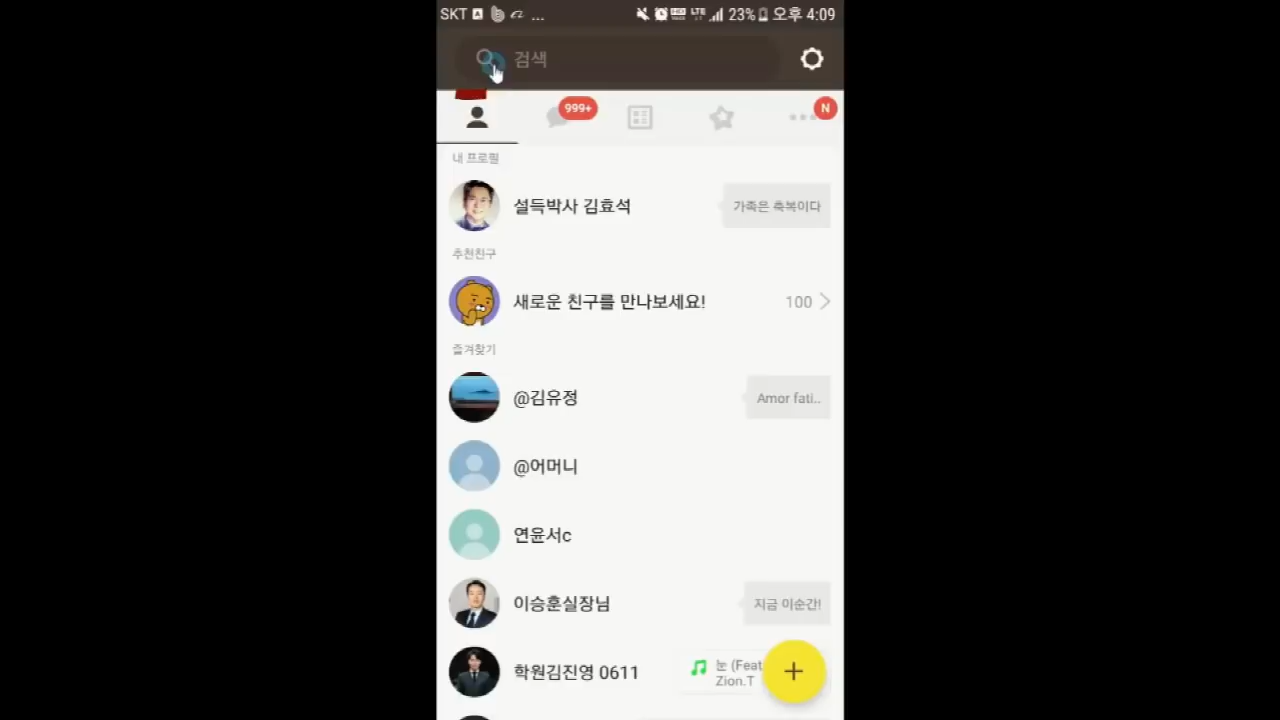 SKT ... HD LTE 23% 오후 4:09
검색
999+ N
내 프로필
설득박사 김효석 가족은 축복이다
추천친구
새로운 친구를 만나보세요! 100
즐겨찾기
@김유정 Amor fati..
@어머니
연윤서c
이승훈실장님 지금 이순간!
학원김진영 0611 눈 (Feat
Zion.T